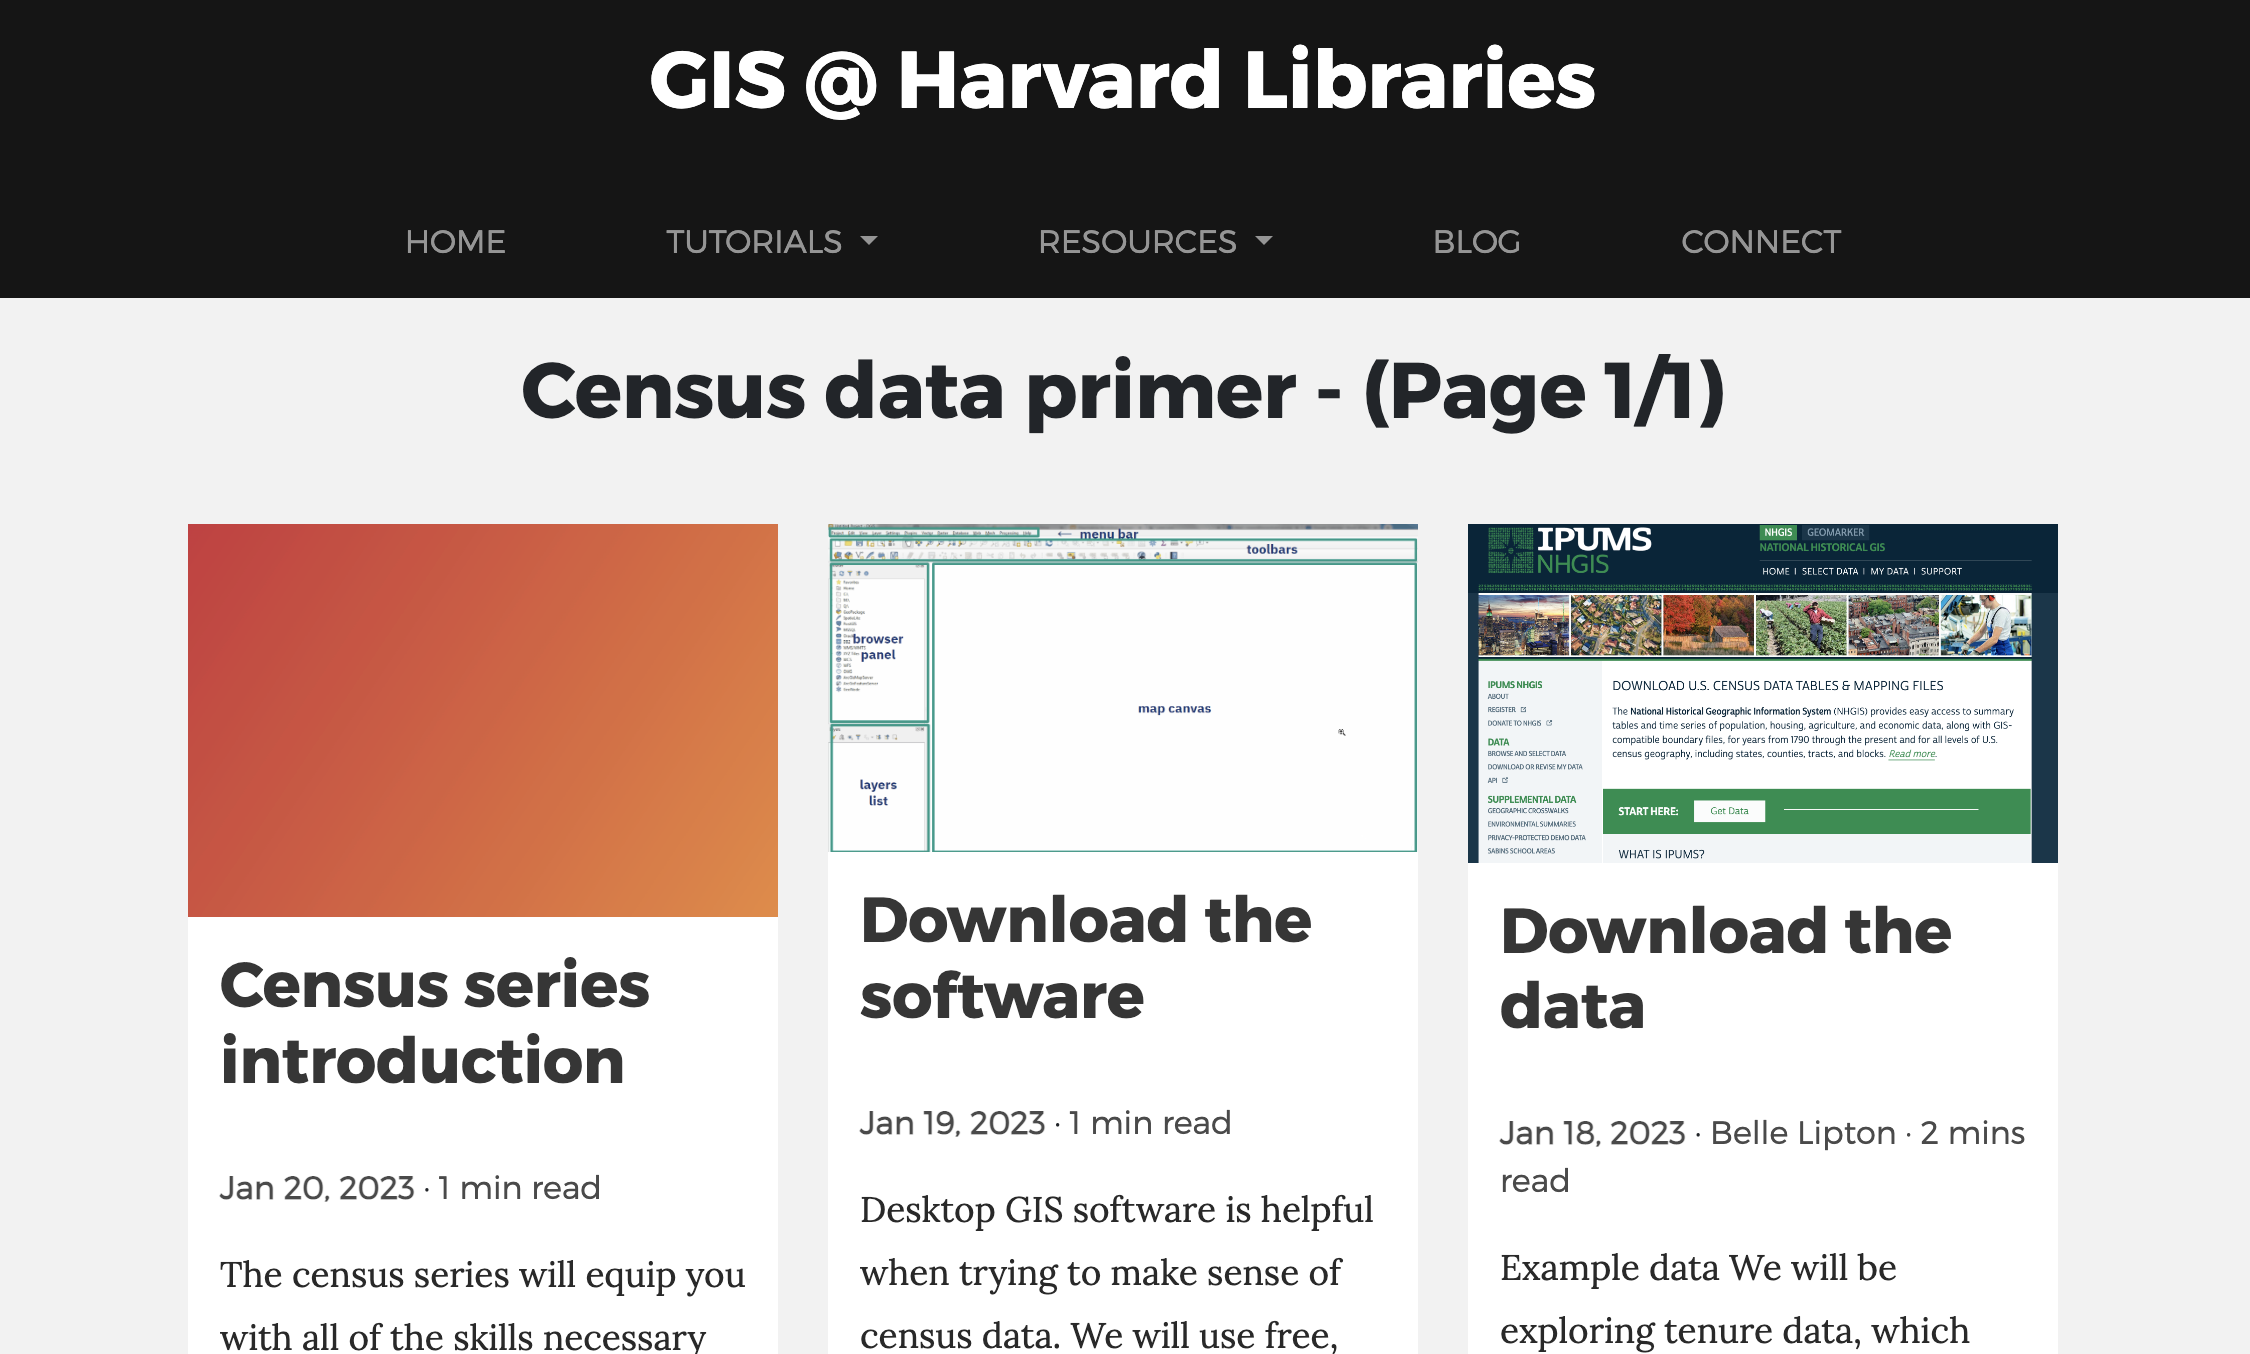 GIS @ Harvard Libraries
HOME
TUTORIALS
RESOURCES
BLOG
CONNECT
Census data primer - (Page 1/1)
Census series
introduction
Jan 20, 2023 · 1 min read
The census series will equip you
with all of the skills necessary
menu bar
toolbars
browser
panel
map canvas
layers
list
Download the
software
Jan 19, 2023 · 1 min read
Desktop GIS software is helpful
when trying to make sense of
census data. We will use free,
IPUMS
NHGIS
NHGIS GEOMARKER
NATIONAL HISTORICAL GIS
HOME | SELECT DATA | MY DATA | SUPPORT
IPUMS NHGIS
ABOUT
REGISTER
DONATE TO NHGIS
DATA
BROWSE AND SELECT DATA
DOWNLOAD OR REVISE MY DATA
API
SUPPLEMENTAL DATA
GEOGRAPHIC CROSSWALKS
ENVIRONMENTAL SUMMARIES
PRIVACY-PROTECTED DEMO DATA
SABINS SCHOOL AREAS
DOWNLOAD U.S. CENSUS DATA TABLES & MAPPING FILES
The National Historical Geographic Information System (NHGIS) provides easy access to summary
tables and time series of population, housing, agriculture, and economic data, along with GIS-
compatible boundary files, for years from 1790 through the present and for all levels of U.S.
census geography, including states, counties, tracts, and blocks. Read more.
START HERE: Get Data
WHAT IS IPUMS?
Download the
data
Jan 18, 2023 · Belle Lipton · 2 mins
read
Example data We will be
exploring tenure data, which